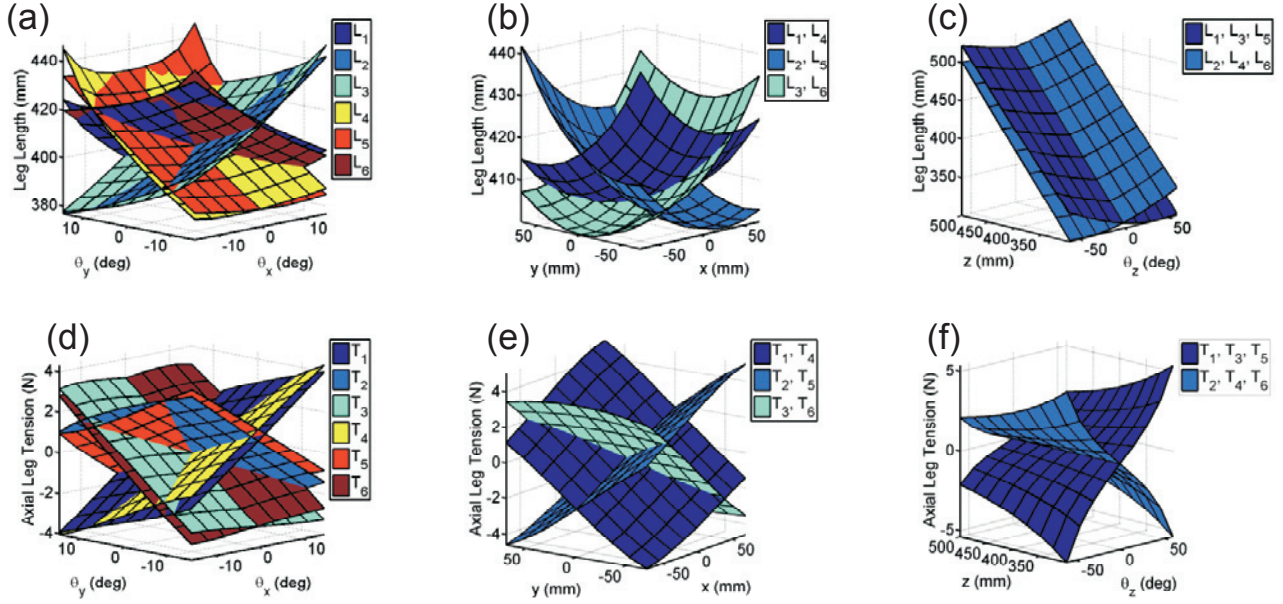 (a)
Leg Length (mm)
440
420
400
380
10
0
-10
θy (deg)
-10
0
10
θx (deg)
L1
L2
L3
L4
L5
L6
(b)
Leg Length (mm)
440
430
420
410
50
0
-50
y (mm)
-50
0
50
x (mm)
L1, L4
L2, L5
L3, L6
(c)
Leg Length (mm)
500
450
400
350
500
450
400
350
z (mm)
-50
0
50
θz (deg)
L1, L3, L5
L2, L4, L6
(d)
Axial Leg Tension (N)
4
2
0
-2
-4
10
0
-10
θy (deg)
-10
0
10
θx (deg)
T1
T2
T3
T4
T5
T6
(e)
Axial Leg Tension (N)
4
2
0
-2
-4
50
0
-50
y (mm)
-50
0
50
x (mm)
T1, T4
T2, T5
T3, T6
(f)
Axial Leg Tension (N)
5
0
-5
500
450
400
350
z (mm)
-50
0
50
θz (deg)
T1, T3, T5
T2, T4, T6